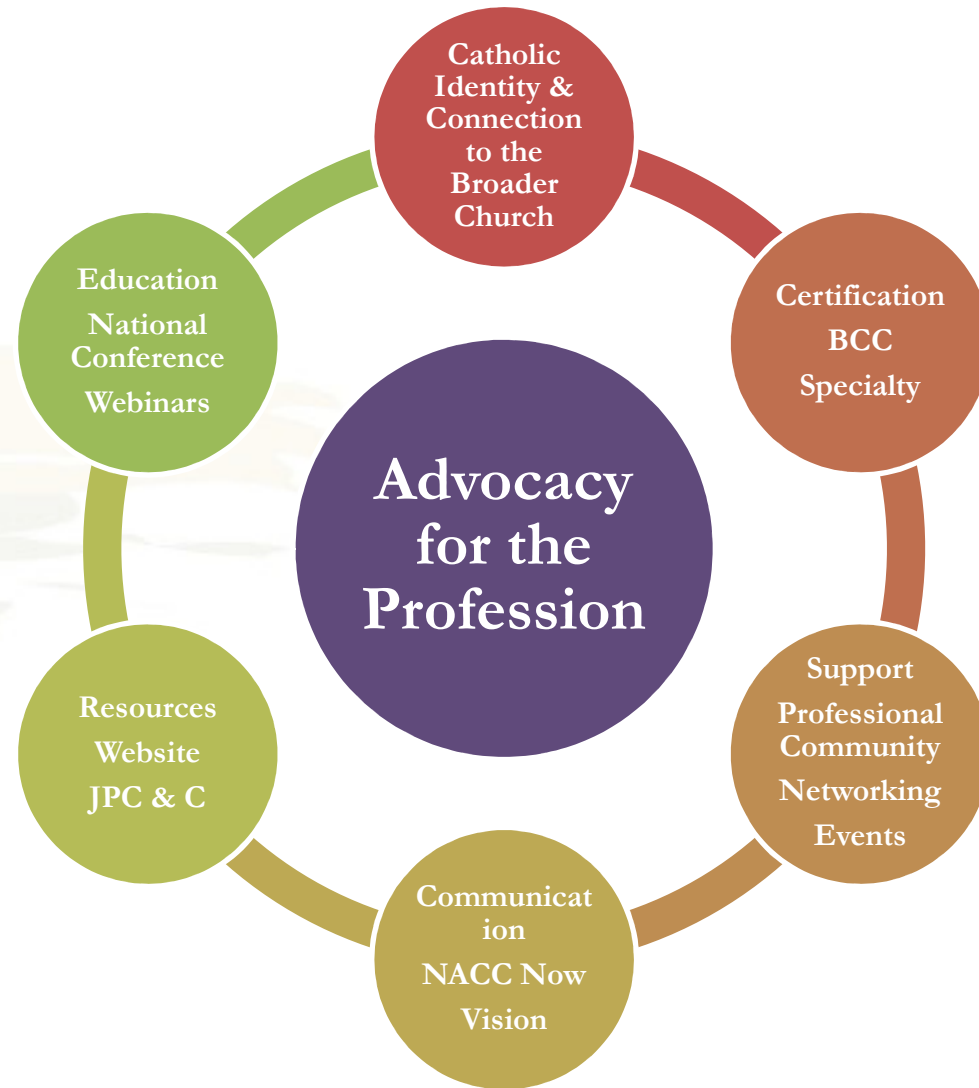 Catholic
Identity &
Connection
to the
Broader
Church
Certification
BCC
Specialty
Support
Professional
Community
Networking
Events
Communicat
ion
NACC Now
Vision
Resources
Website
JPC & C
Education
National
Conference
Webinars
Advocacy
for the
Profession